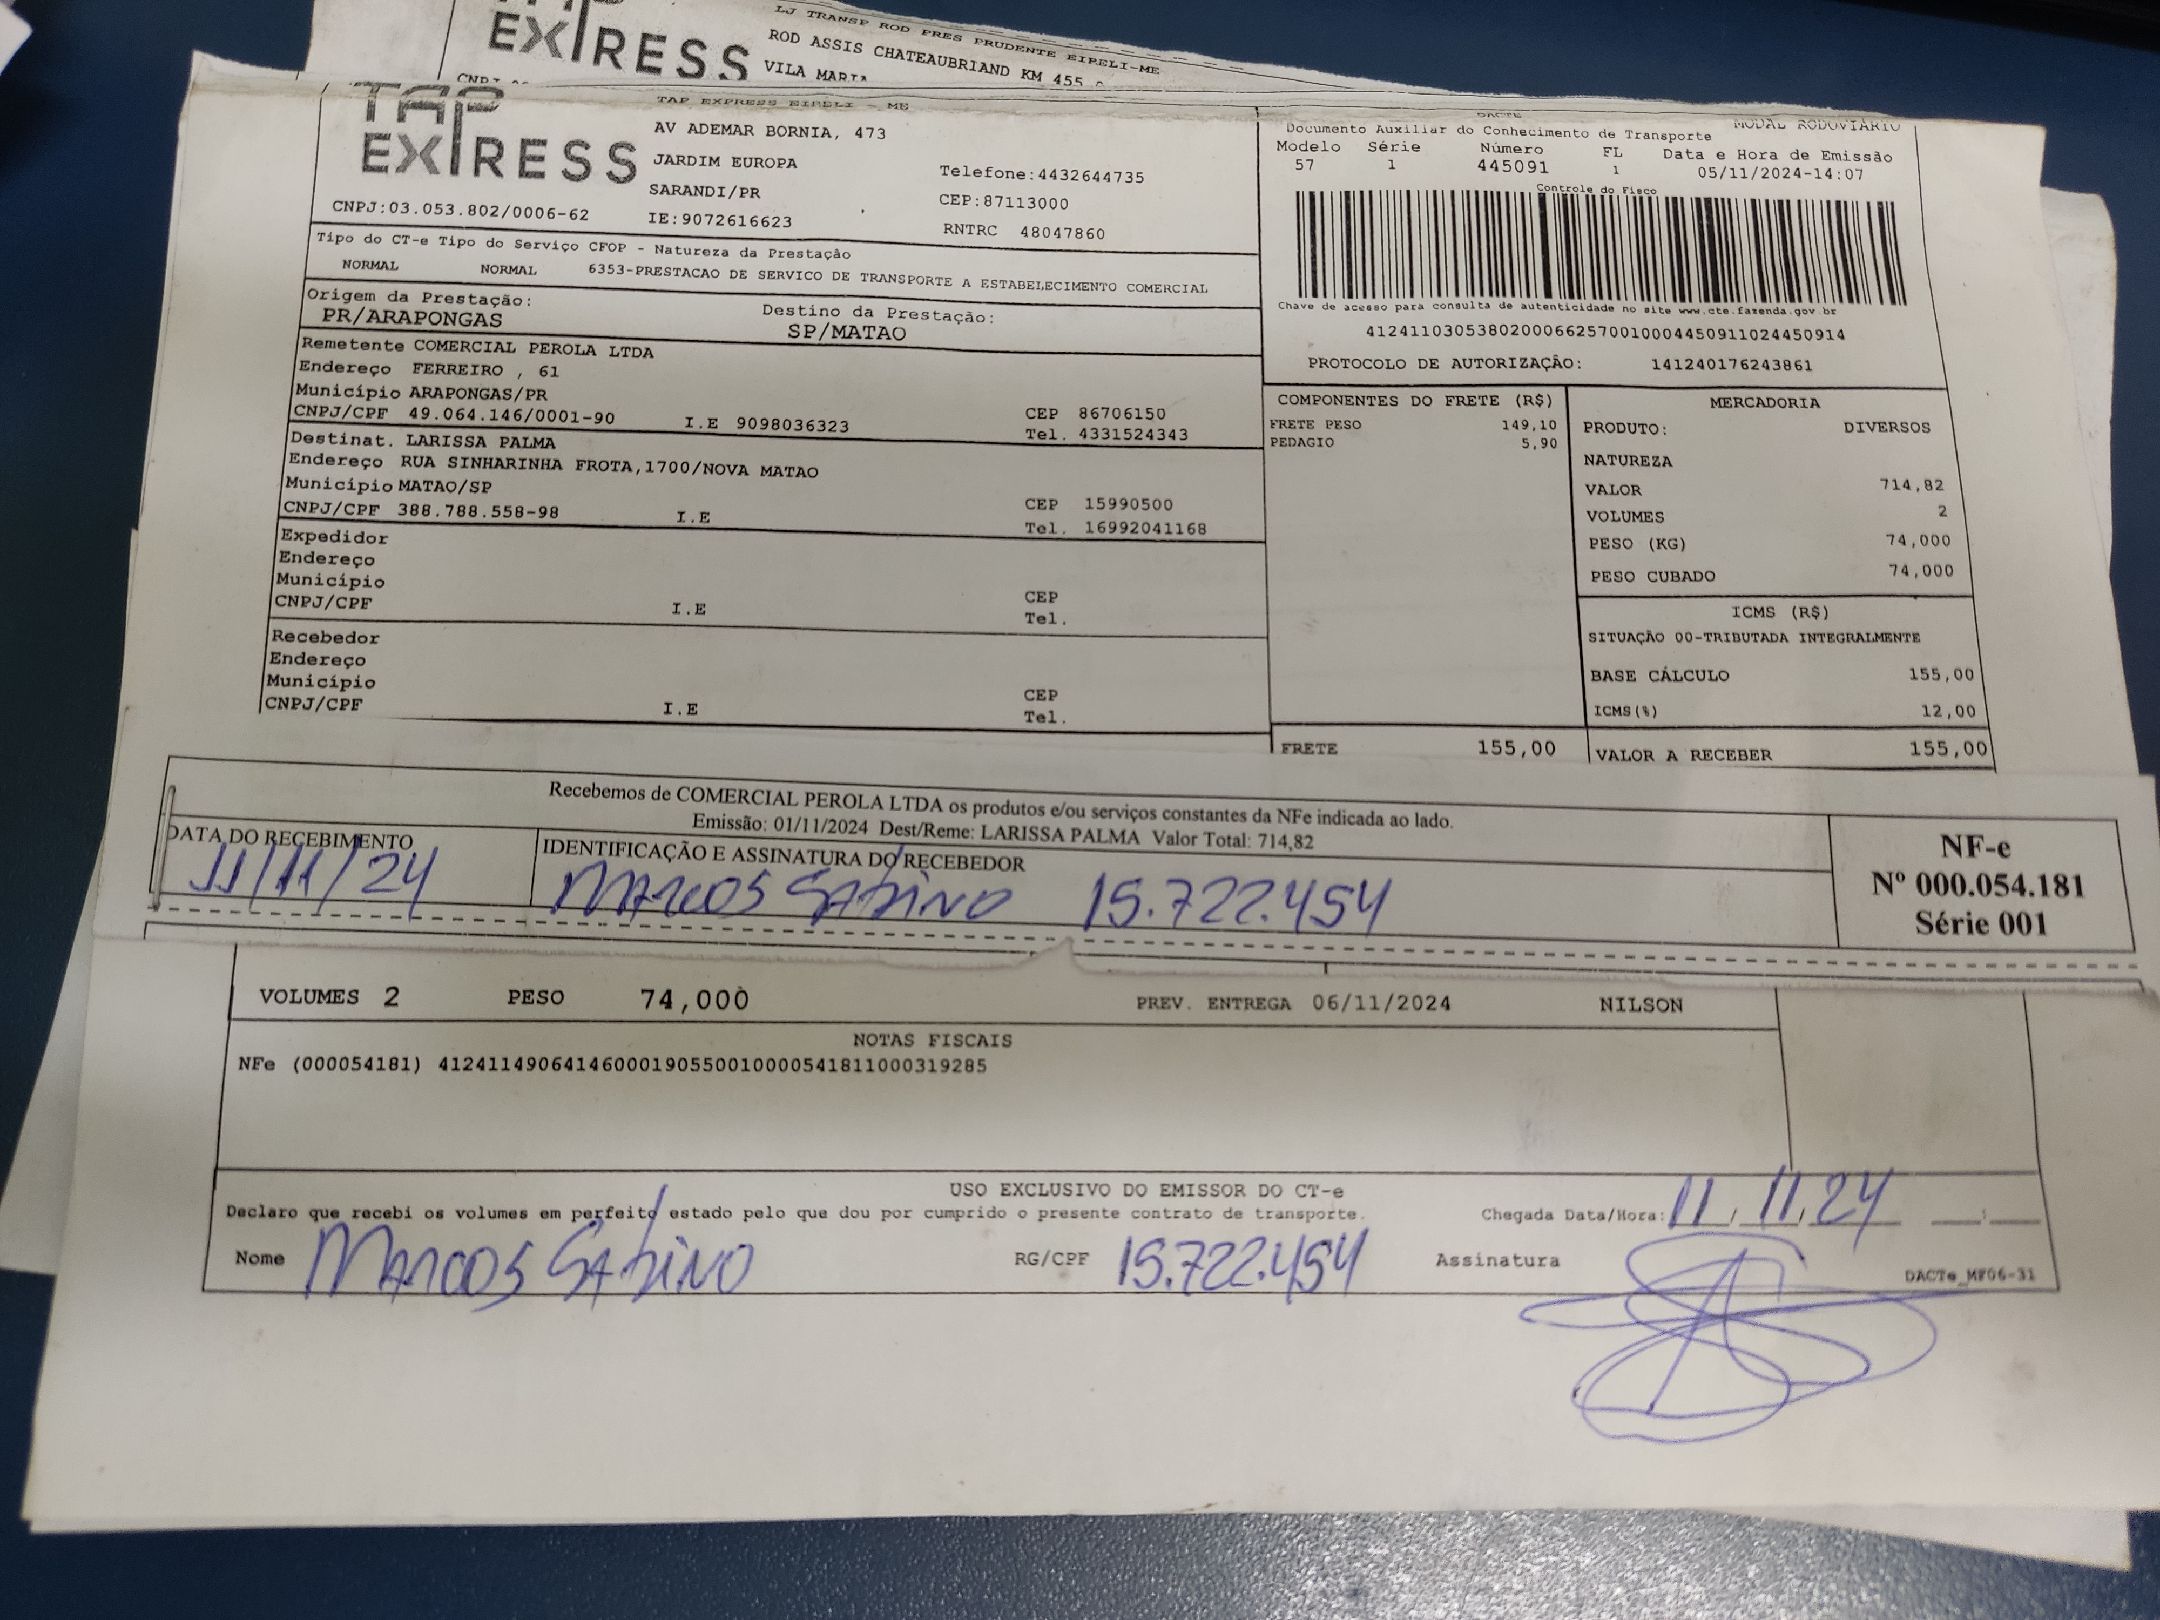 EXPRESS
LJ TRANSP ROD PRES PRUDENTE EIRELI-ME
ROD ASSIS CHATEAUBRIAND KM 455
VILA MARIA
TAP
EXPRESS
TAP EXPRESS EIRELI - ME
AV ADEMAR BORNIA, 473
JARDIM EUROPA
Telefone:4432644735
SARANDI/PR
CEP:87113000
CNPJ:03.053.802/0006-62
IE:9072616623
RNTRC 48047860
DACTE
MODAL RODOVIÁRIO
Documento Auxiliar do Conhecimento de Transporte
Modelo Série Número FL Data e Hora de Emissão
57 1 445091 1 05/11/2024-14:07
Controle do Fisco
Chave de acesso para consulta de autenticidade no site www.cte.fazenda.gov.br
41241103053802000662570010004450911024450914
PROTOCOLO DE AUTORIZAÇÃO: 141240176243861
Tipo do CT-e Tipo do Serviço CFOP - Natureza da Prestação
NORMAL NORMAL 6353-PRESTACAO DE SERVICO DE TRANSPORTE A ESTABELECIMENTO COMERCIAL
Origem da Prestação: Destino da Prestação:
PR/ARAPONGAS SP/MATAO
Remetente COMERCIAL PEROLA LTDA
Endereço FERREIRO , 61
Município ARAPONGAS/PR CEP 86706150
CNPJ/CPF 49.064.146/0001-90 I.E 9098036323 Tel. 4331524343
Destinat. LARISSA PALMA
Endereço RUA SINHARINHA FROTA,1700/NOVA MATAO
Município MATAO/SP CEP 15990500
CNPJ/CPF 388.788.558-98 I.E Tel. 16992041168
Expedidor
Endereço
Município CEP
CNPJ/CPF I.E Tel.
Recebedor
Endereço
Município CEP
CNPJ/CPF I.E Tel.
COMPONENTES DO FRETE (R$)
FRETE PESO 149,10
PEDAGIO 5,90
FRETE 155,00
MERCADORIA
PRODUTO: DIVERSOS
NATUREZA
VALOR 714,82
VOLUMES 2
PESO (KG) 74,000
PESO CUBADO 74,000
ICMS (R$)
SITUAÇÃO 00-TRIBUTADA INTEGRALMENTE
BASE CÁLCULO 155,00
ICMS(%) 12,00
VALOR A RECEBER 155,00
Recebemos de COMERCIAL PEROLA LTDA os produtos e/ou serviços constantes da NFe indicada ao lado.
Emissão: 01/11/2024 Dest/Reme: LARISSA PALMA Valor Total: 714,82
DATA DO RECEBIMENTO IDENTIFICAÇÃO E ASSINATURA DO RECEBEDOR
11/11/24 MARCOS SABINO 15.722.454
NF-e
Nº 000.054.181
Série 001
VOLUMES 2 PESO 74,000 PREV. ENTREGA 06/11/2024 NILSON
NOTAS FISCAIS
NFe (000054181) 41241149064146000190550010000541811000319285
USO EXCLUSIVO DO EMISSOR DO CT-e
Declaro que recebi os volumes em perfeito estado pelo que dou por cumprido o presente contrato de transporte. Chegada Data/Hora: 11/11/24
Nome MARCOS SABINO RG/CPF 15.722.454 Assinatura
DACTe_MF06-31